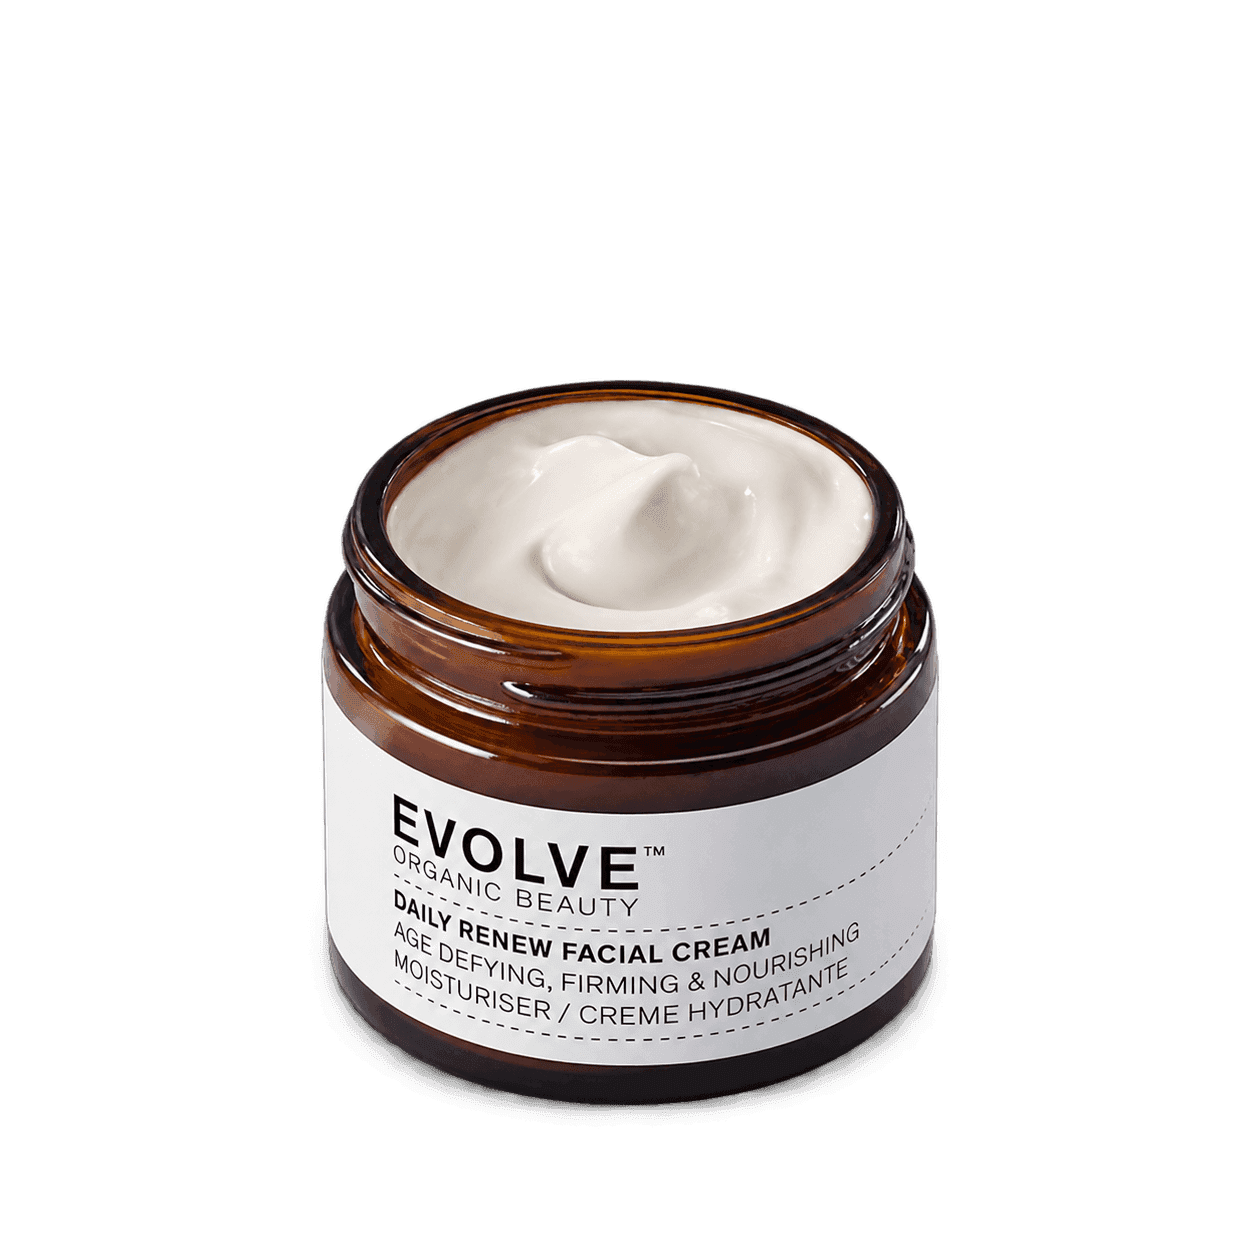 EVOLVE™
ORGANIC BEAUTY
DAILY RENEW FACIAL CREAM
AGE DEFYING, FIRMING & NOURISHING
MOISTURISER / CREME HYDRATANTE